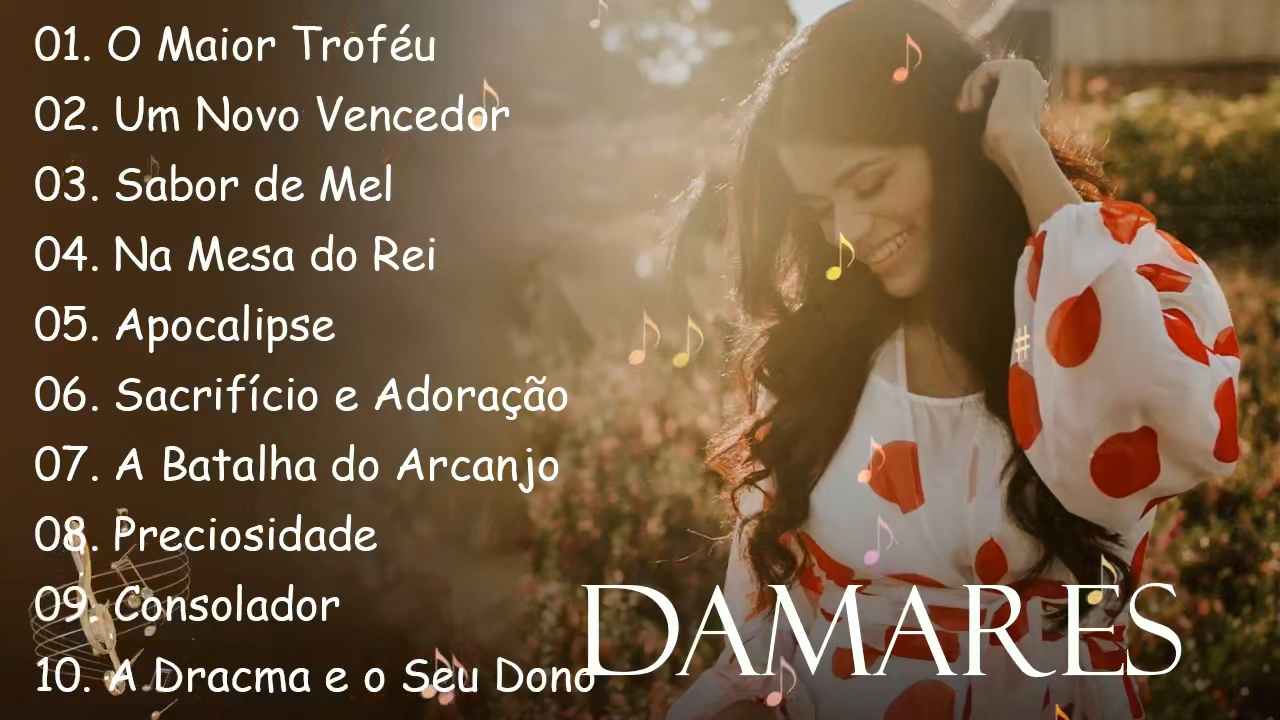 01. O Maior Troféu
02. Um Novo Vencedor
03. Sabor de Mel
04. Na Mesa do Rei
05. Apocalipse
06. Sacrifício e Adoração
07. A Batalha do Arcanjo
08. Preciosidade
09. Consolador
10. A Dracma e o Seu Dono
DAMARES